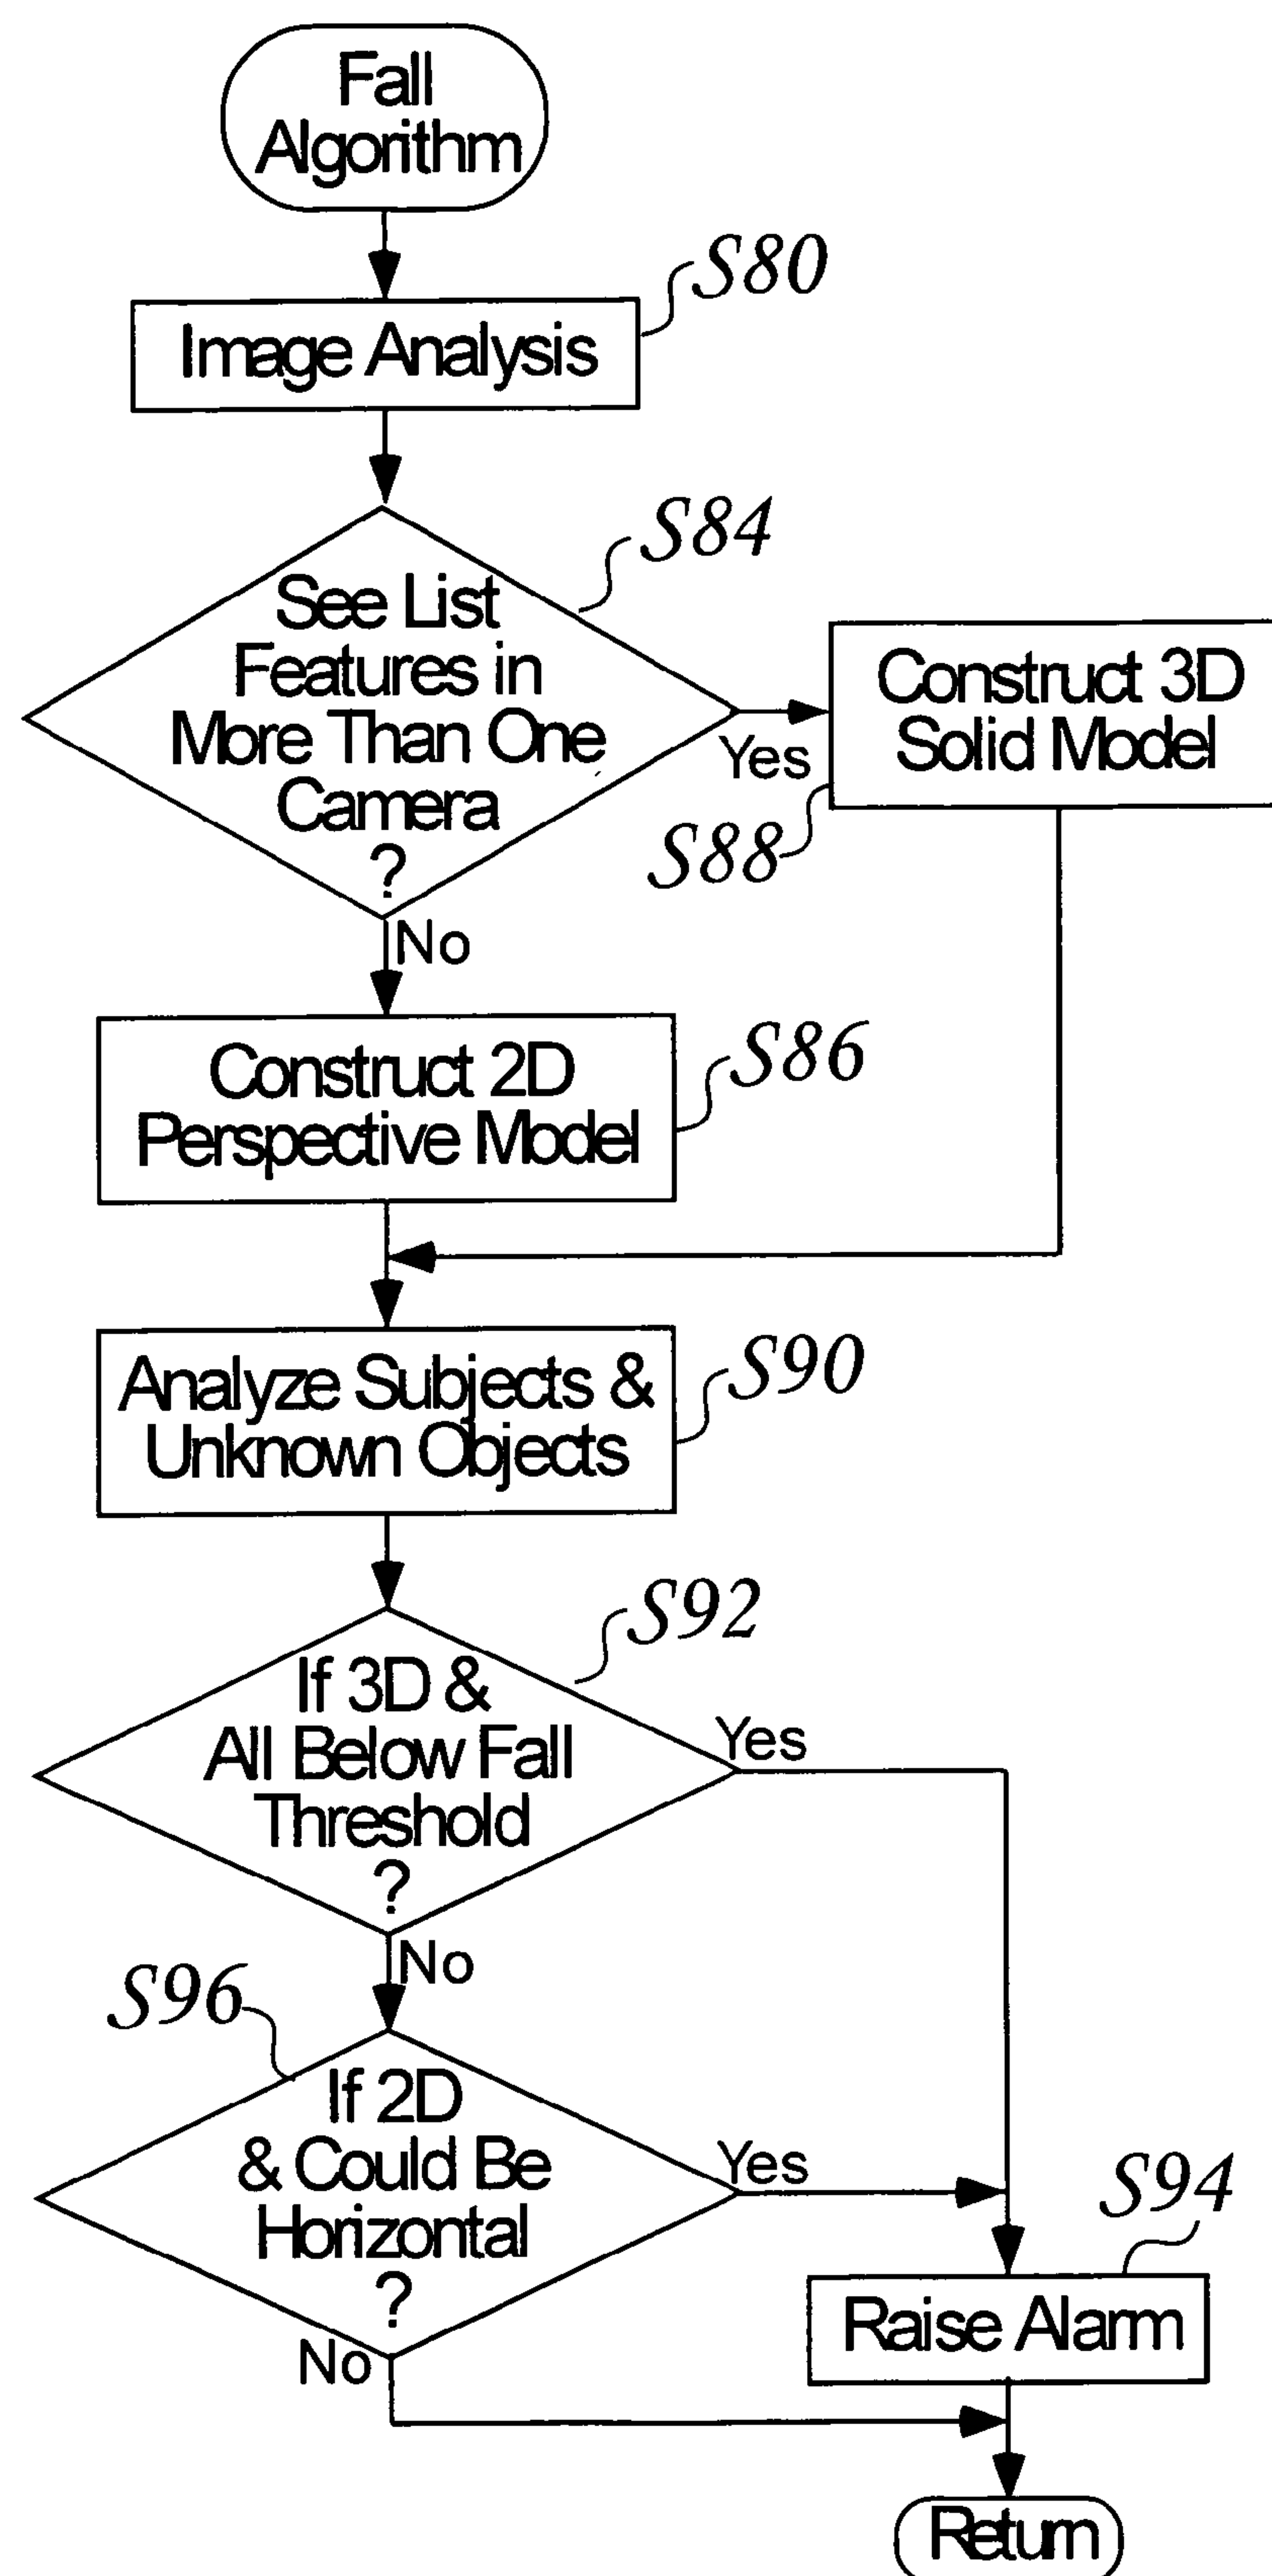 Fall
Algorithm
S80
Image Analysis
S84
See List
Features in
More Than One
Camera
?
Yes
Construct 3D
Solid Model
S88
No
Construct 2D
Perspective Model
S86
Analyze Subjects &
Unknown Objects
S90
S92
If 3D &
All Below Fall
Threshold
?
Yes
No
S96
If 2D
& Could Be
Horizontal
?
Yes
No
S94
Raise Alarm
Return